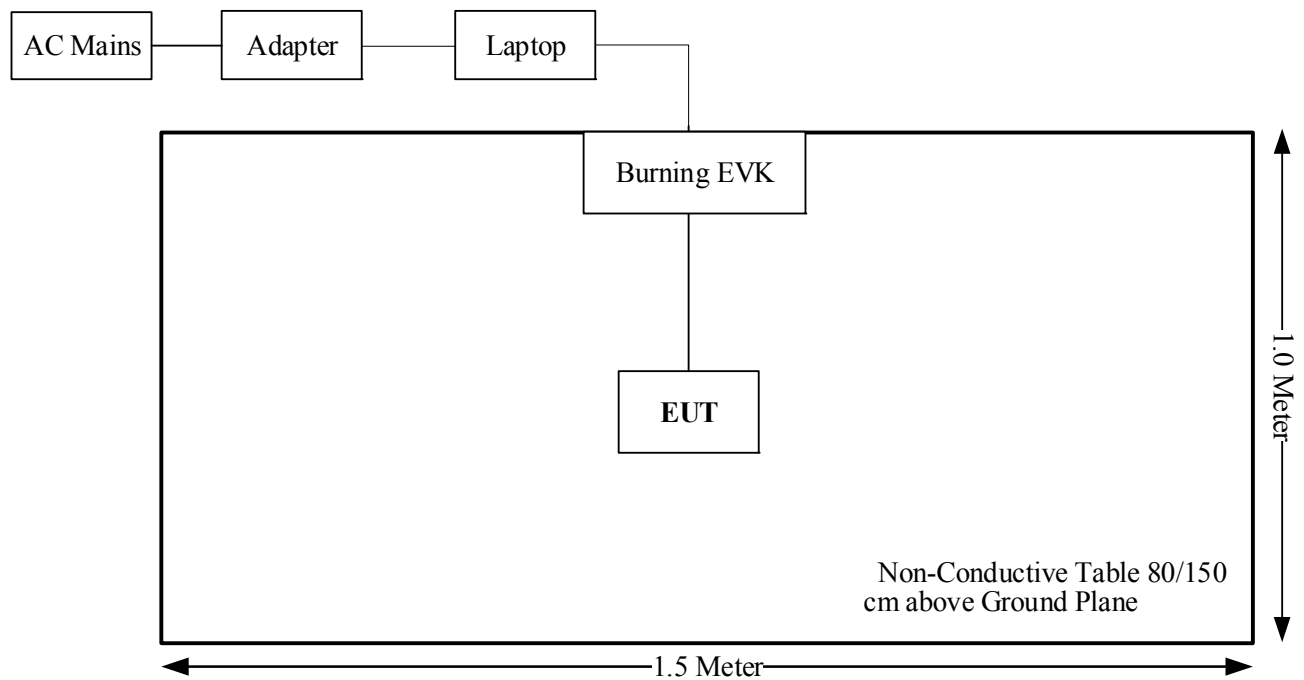 AC Mains
Adapter
Laptop
Burning EVK
EUT
1.0 Meter
Non-Conductive Table 80/150
cm above Ground Plane
1.5 Meter